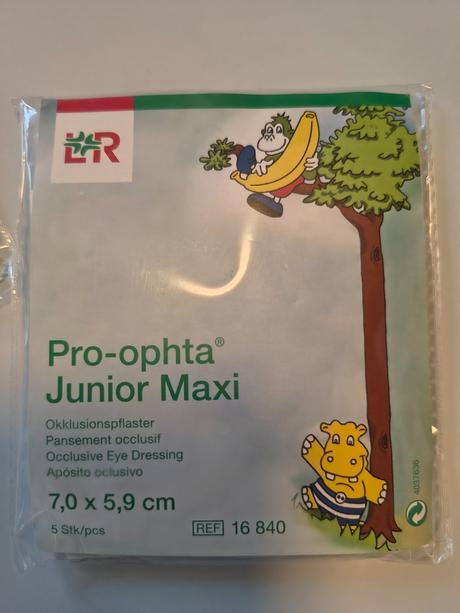 L&R
Pro-ophta®
Junior Maxi
Okklusionspflaster
Pansement occlusif
Occlusive Eye Dressing
Apósito oclusivo
7,0 x 5,9 cm
5 Stk/pcs
REF 16 840
4037636